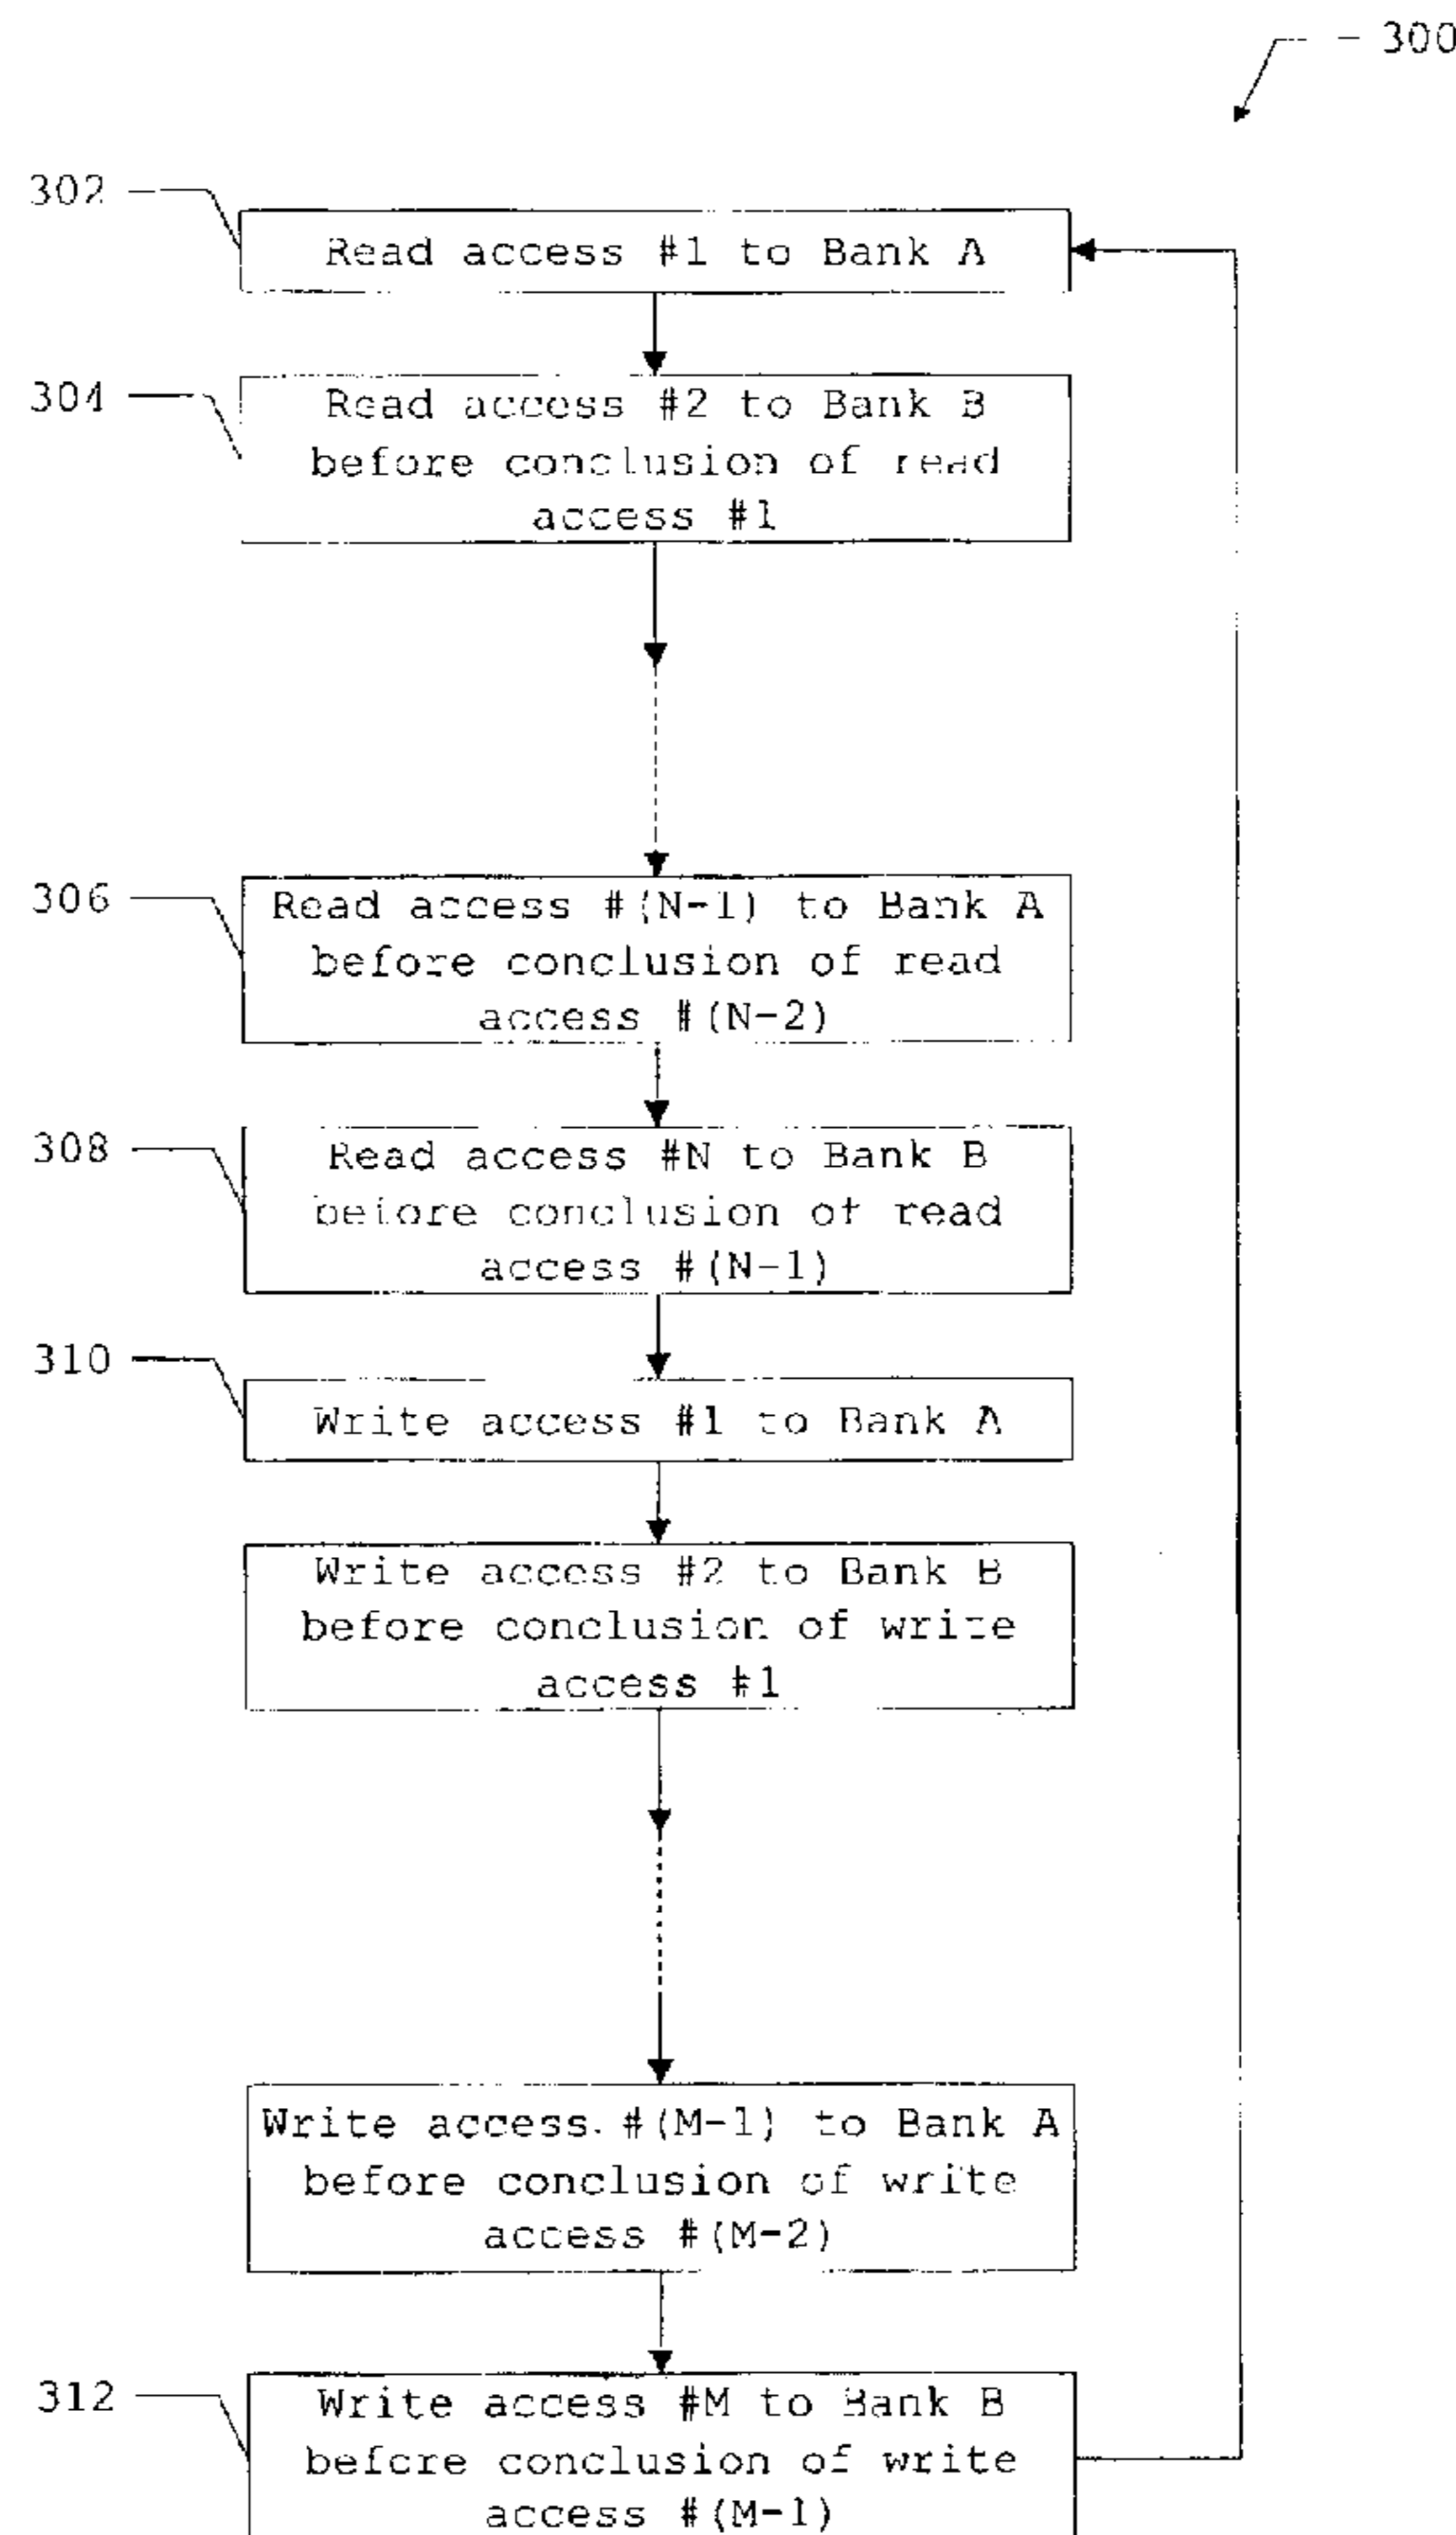 300
302
Read access #1 to Bank A
304
Read access #2 to Bank B
before conclusion of read
access #1
306
Read access #(N-1) to Bank A
before conclusion of read
access #(N-2)
308
Read access #N to Bank B
before conclusion of read
access #(N-1)
310
Write access #1 to Bank A
Write access #2 to Bank B
before conclusion of write
access #1
Write access #(M-1) to Bank A
before conclusion of write
access #(M-2)
312
Write access #M to Bank B
before conclusion of write
access #(M-1)